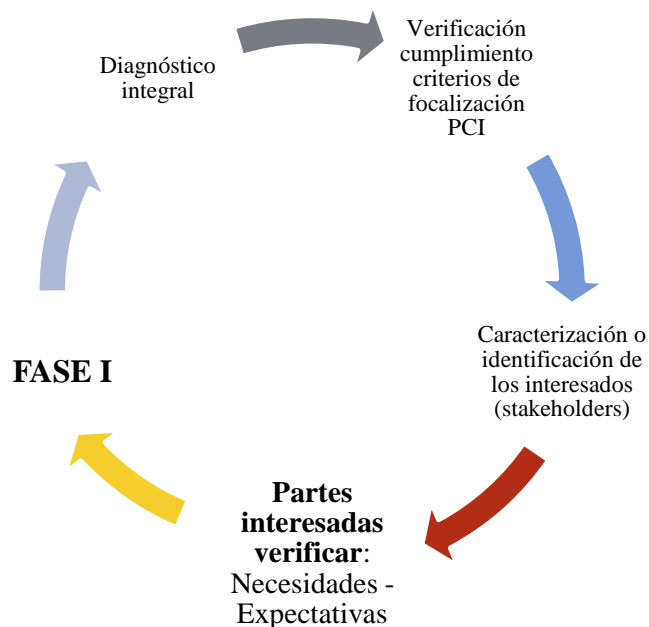 Diagnóstico
integral
Verificación
cumplimiento
criterios de
focalización
PCI
Caracterización o
identificación de
los interesados
(stakeholders)
Partes
interesadas
verificar:
Necesidades -
Expectativas
FASE I